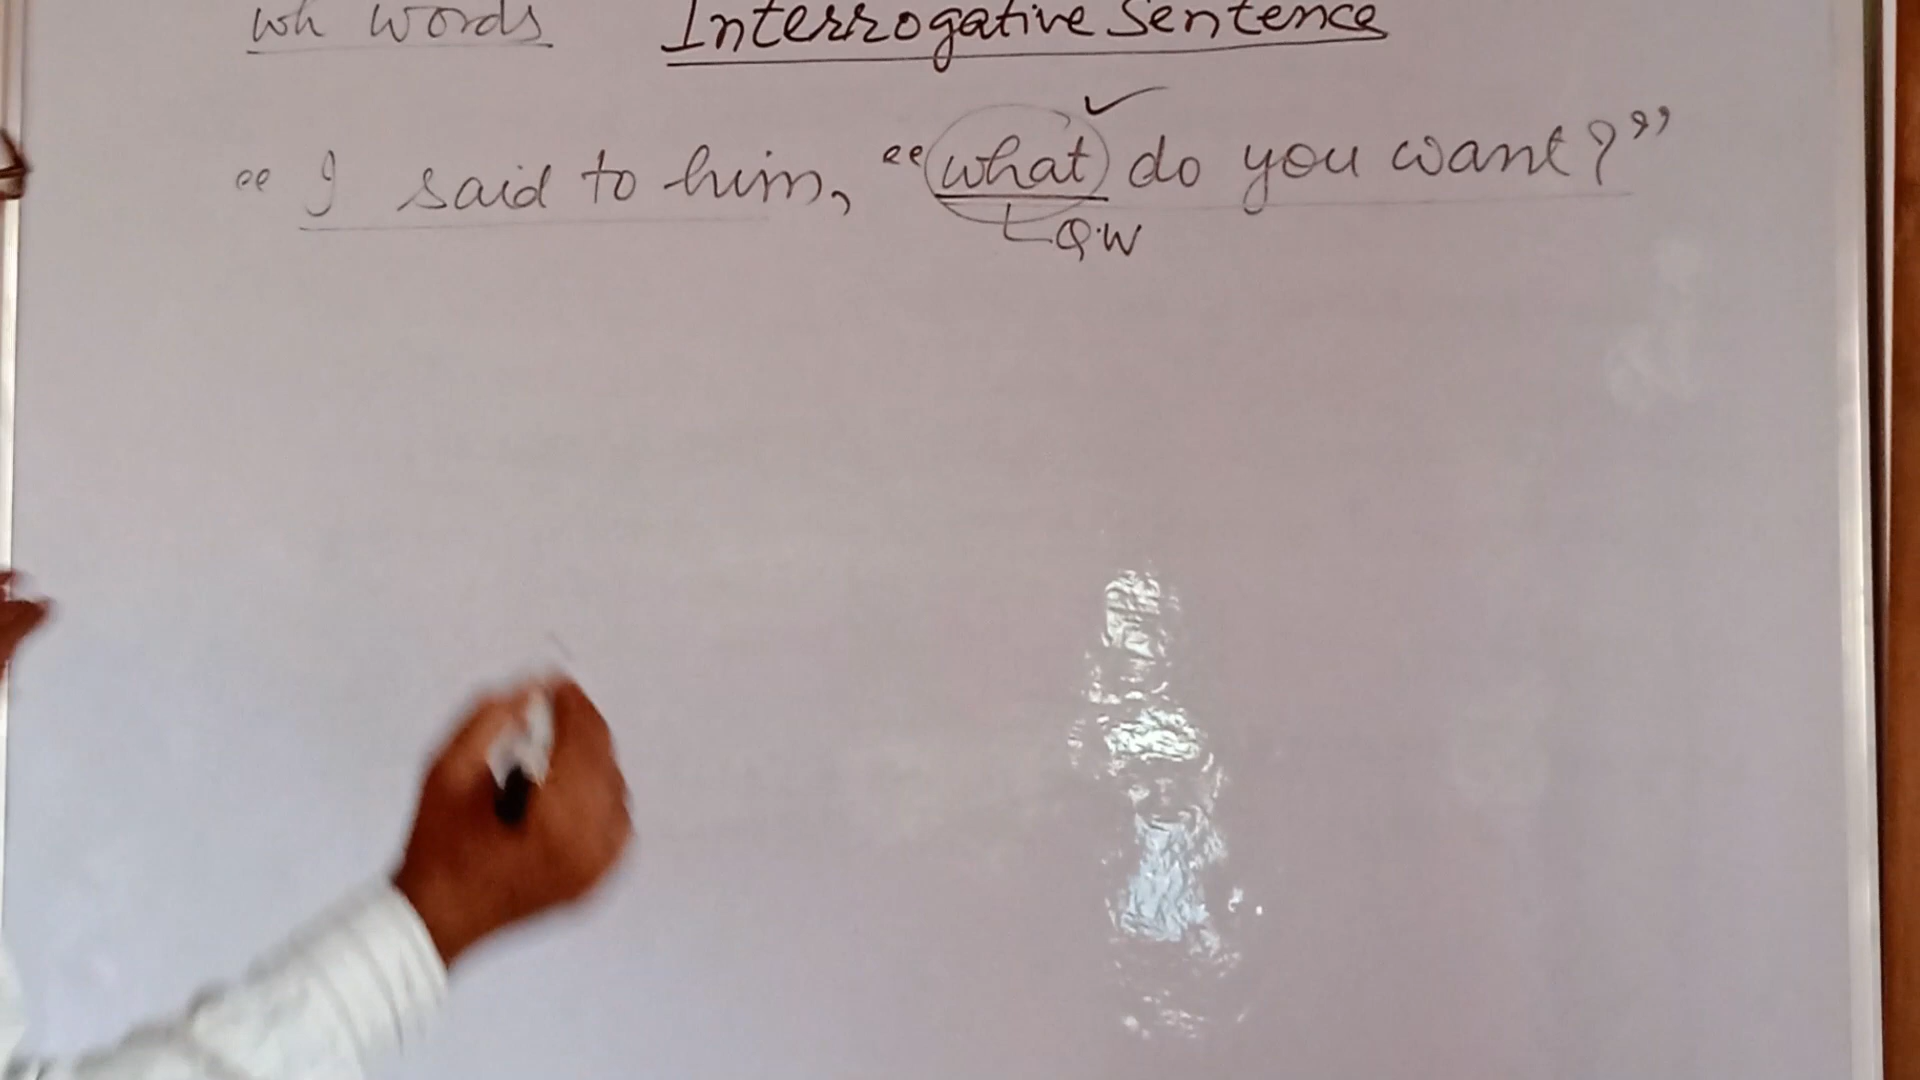 wh words Interrogative Sentence
“ I said to him, “what do you want?”
Q.W